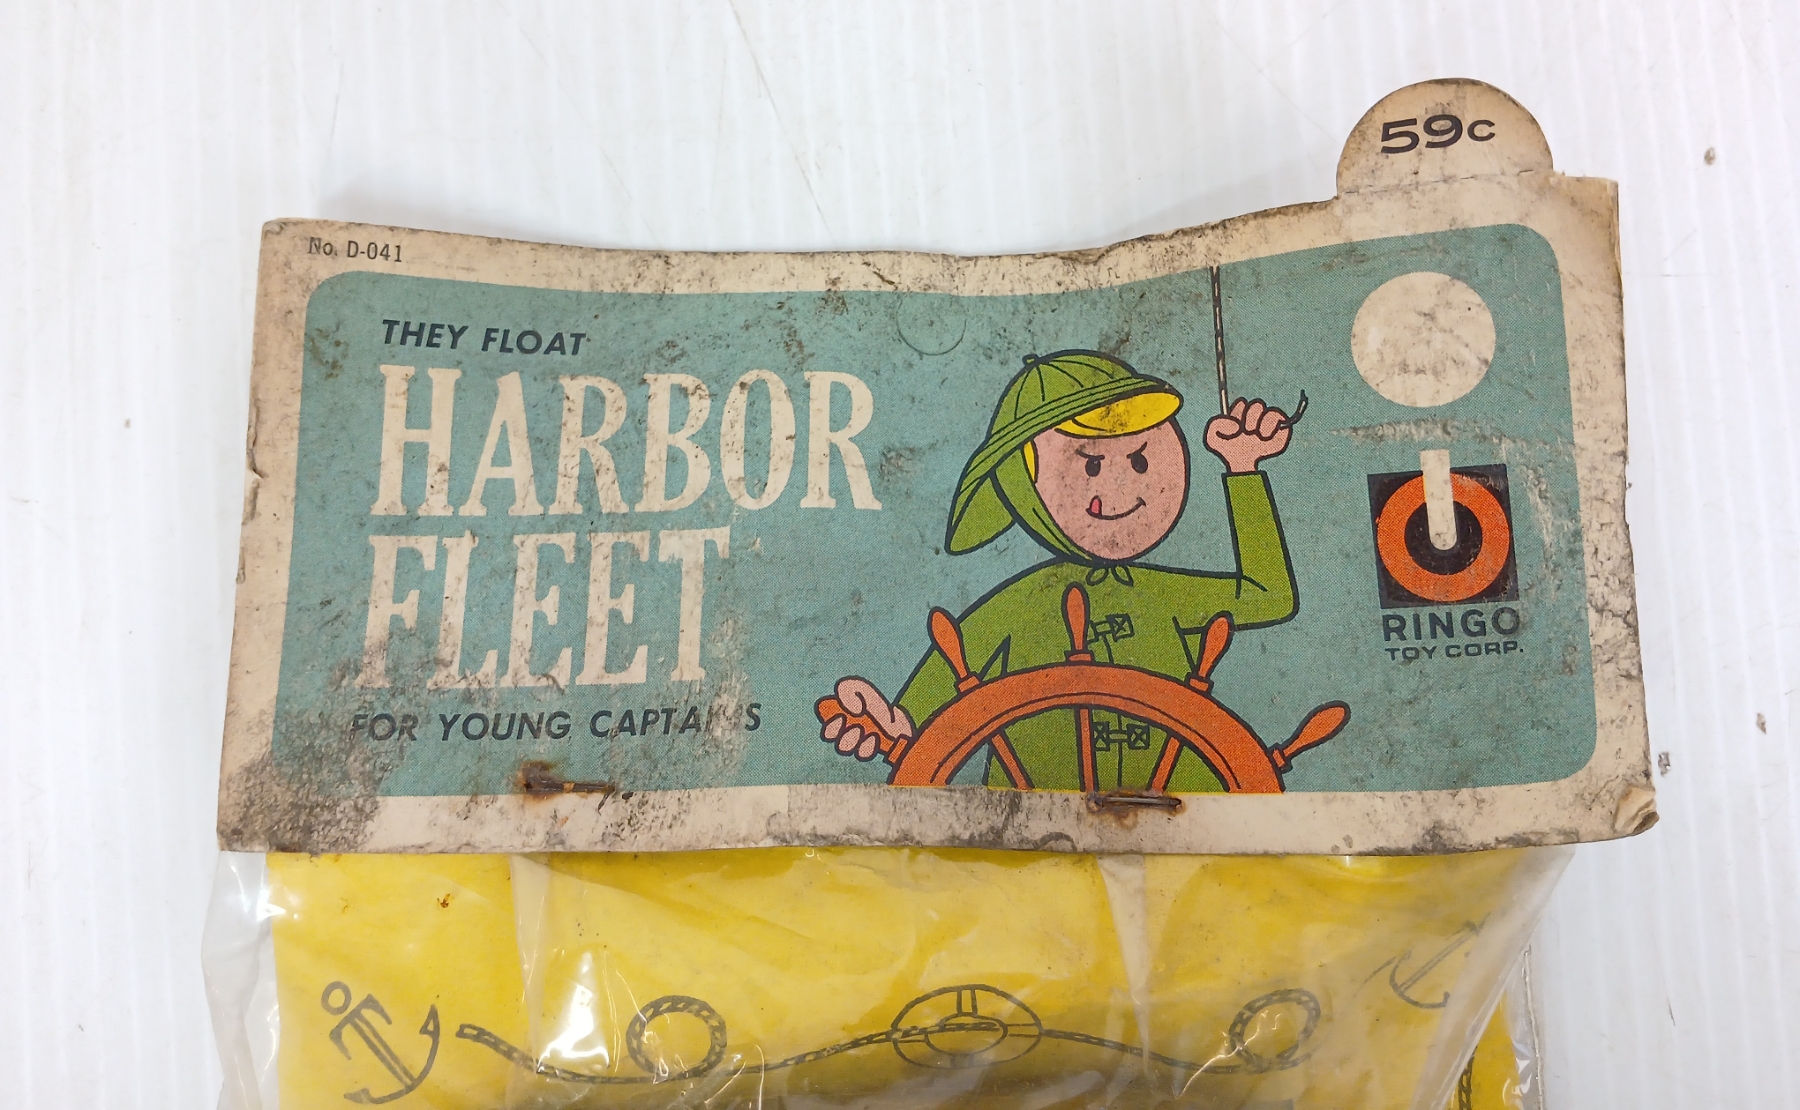 59c
No. D-041
THEY FLOAT
HARBOR
FLEET
FOR YOUNG CAPTAINS
RINGO
TOY CORP.